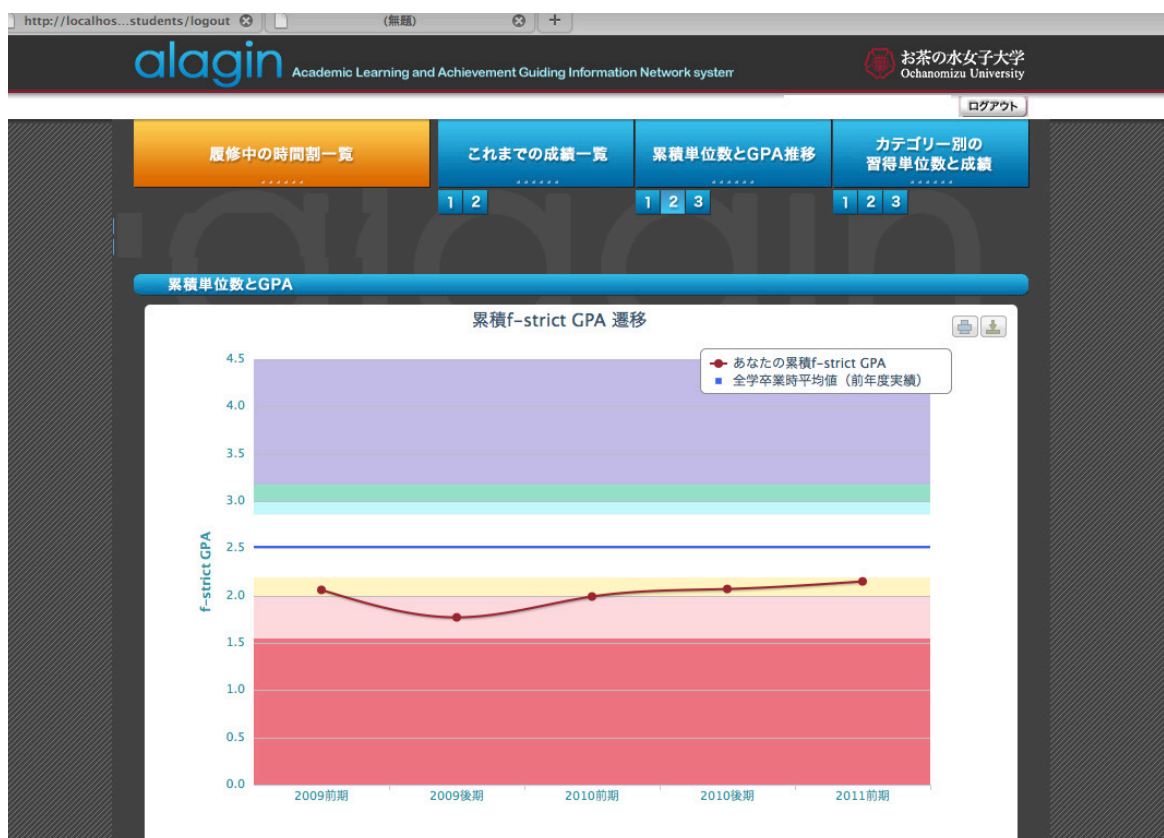 http://localhos...students/logout
(無題)
alagin Academic Learning and Achievement Guiding Information Network system
お茶の水女子大学
Ochanomizu University
ログアウト
履修中の時間割一覧
これまでの成績一覧
累積単位数とGPA推移
カテゴリー別の
習得単位数と成績
1 2
1 2 3
1 2 3
累積単位数とGPA
累積f-strict GPA 遷移
あなたの累積f-strict GPA
全学卒業時平均値（前年度実績）
4.5
4.0
3.5
3.0
2.5
2.0
1.5
1.0
0.5
0.0
f-strict GPA
2009前期
2009後期
2010前期
2010後期
2011前期